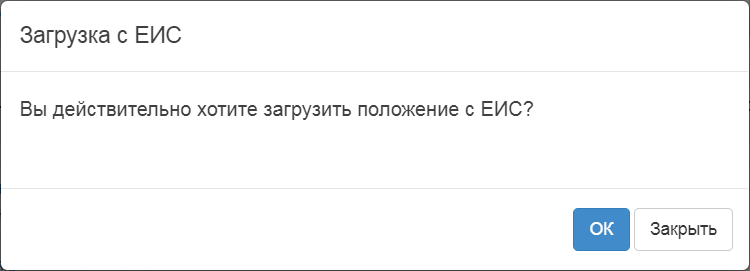 Загрузка с ЕИС
Вы действительно хотите загрузить положение с ЕИС?
ОК Закрыть